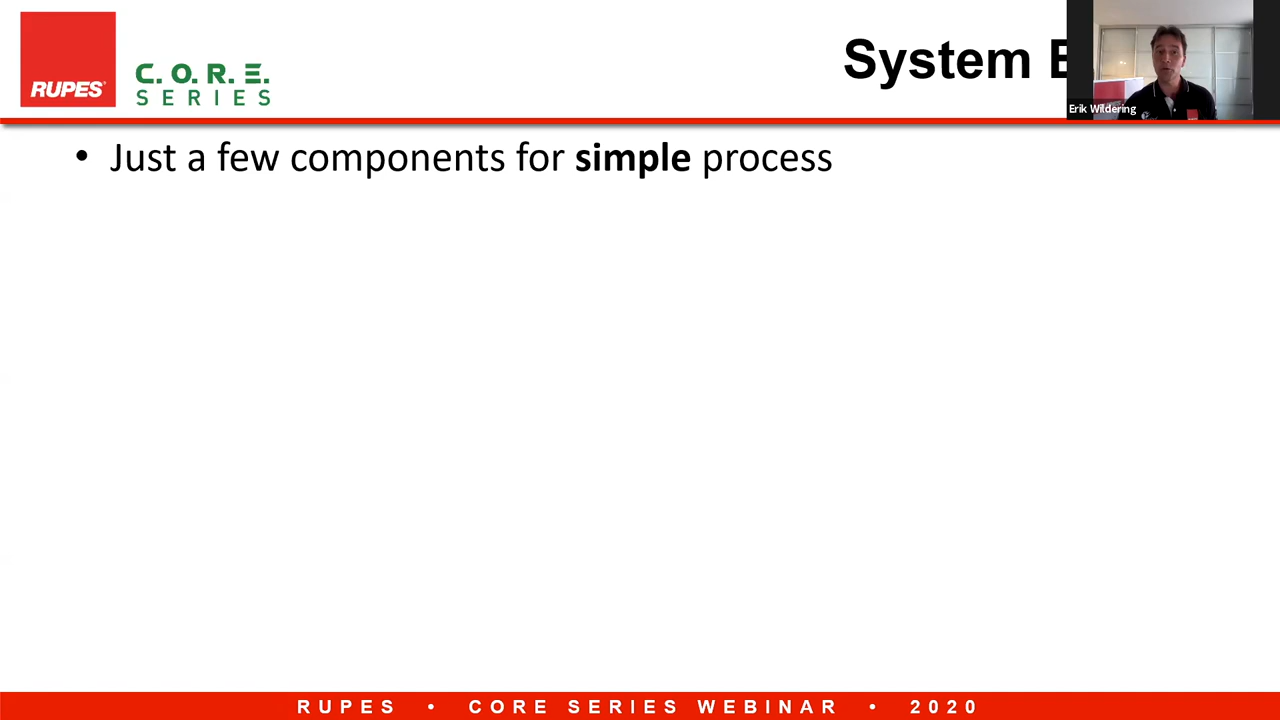 RUPES
C.O.R.E.
SERIES
System
Erik Wildering
• Just a few components for simple process
RUPES • CORE SERIES WEBINAR • 2020